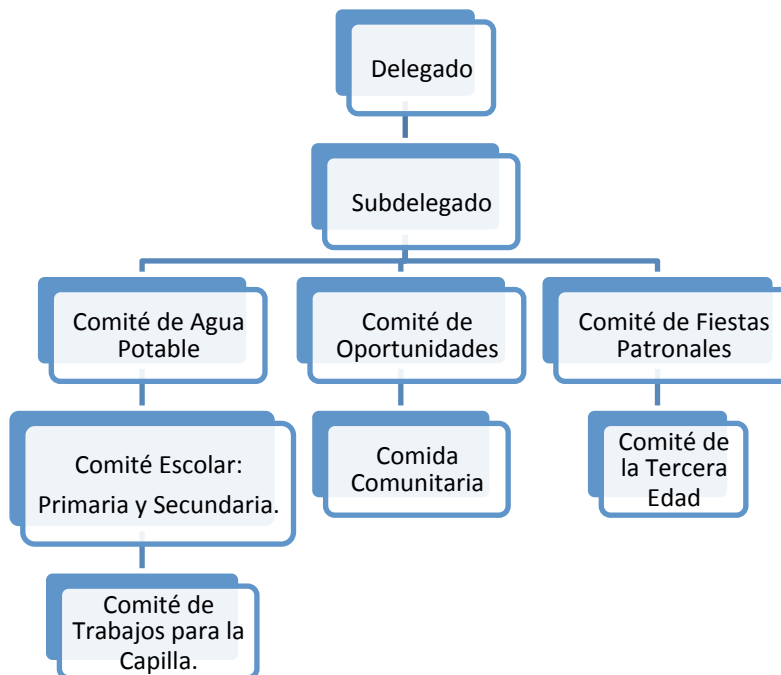 Delegado
Subdelegado
Comité de Agua
Potable
Comité de
Oportunidades
Comité de Fiestas
Patronales
Comité Escolar:
Primaria y Secundaria.
Comida
Comunitaria
Comité de
la Tercera
Edad
Comité de
Trabajos para la
Capilla.